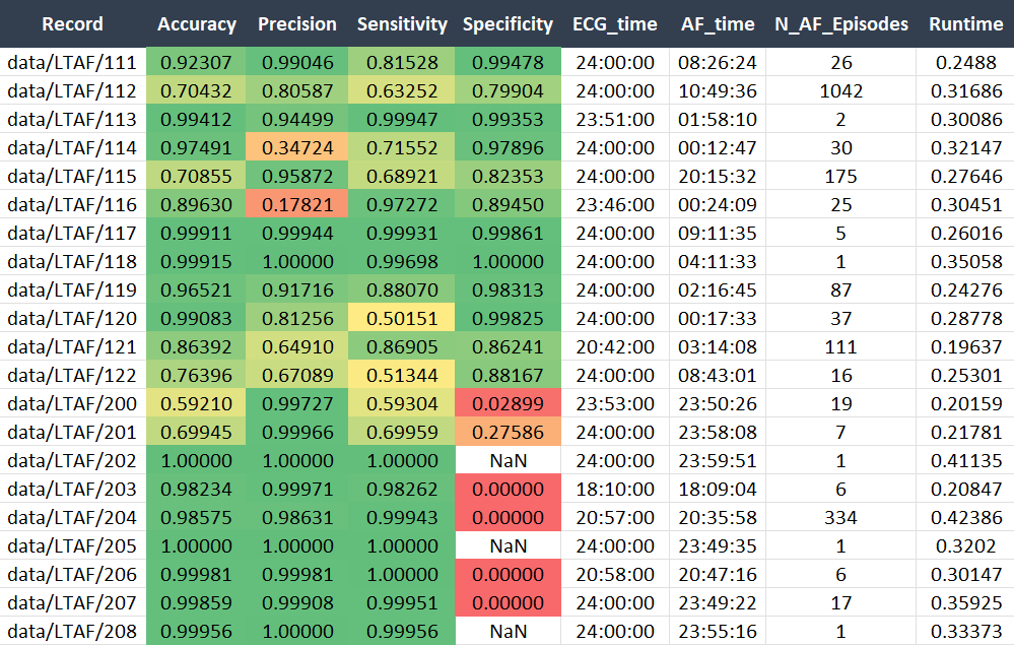 Record Accuracy Precision Sensitivity Specificity ECG_time AF_time N_AF_Episodes Runtime
data/LTAF/111 0.92307 0.99046 0.81528 0.99478 24:00:00 08:26:24 26 0.2488
data/LTAF/112 0.70432 0.80587 0.63252 0.79904 24:00:00 10:49:36 1042 0.31686
data/LTAF/113 0.99412 0.94499 0.99947 0.99353 23:51:00 01:58:10 2 0.30086
data/LTAF/114 0.97491 0.34724 0.71552 0.97896 24:00:00 00:12:47 30 0.32147
data/LTAF/115 0.70855 0.95872 0.68921 0.82353 24:00:00 20:15:32 175 0.27646
data/LTAF/116 0.89630 0.17821 0.97272 0.89450 23:46:00 00:24:09 25 0.30451
data/LTAF/117 0.99911 0.99944 0.99931 0.99861 24:00:00 09:11:35 5 0.26016
data/LTAF/118 0.99915 1.00000 0.99698 1.00000 24:00:00 04:11:33 1 0.35058
data/LTAF/119 0.96521 0.91716 0.88070 0.98313 24:00:00 02:16:45 87 0.24276
data/LTAF/120 0.99083 0.81256 0.50151 0.99825 24:00:00 00:17:33 37 0.28778
data/LTAF/121 0.86392 0.64910 0.86905 0.86241 20:42:00 03:14:08 111 0.19637
data/LTAF/122 0.76396 0.67089 0.51344 0.88167 24:00:00 08:43:01 16 0.25301
data/LTAF/200 0.59210 0.99727 0.59304 0.02899 23:53:00 23:50:26 19 0.20159
data/LTAF/201 0.69945 0.99966 0.69959 0.27586 24:00:00 23:58:08 7 0.21781
data/LTAF/202 1.00000 1.00000 1.00000 NaN 24:00:00 23:59:51 1 0.41135
data/LTAF/203 0.98234 0.99971 0.98262 0.00000 18:10:00 18:09:04 6 0.20847
data/LTAF/204 0.98575 0.98631 0.99943 0.00000 20:57:00 20:35:58 334 0.42386
data/LTAF/205 1.00000 1.00000 1.00000 NaN 24:00:00 23:49:35 1 0.3202
data/LTAF/206 0.99981 0.99981 1.00000 0.00000 20:58:00 20:47:16 6 0.30147
data/LTAF/207 0.99859 0.99908 0.99951 0.00000 24:00:00 23:49:22 17 0.35925
data/LTAF/208 0.99956 1.00000 0.99956 NaN 24:00:00 23:55:16 1 0.33373